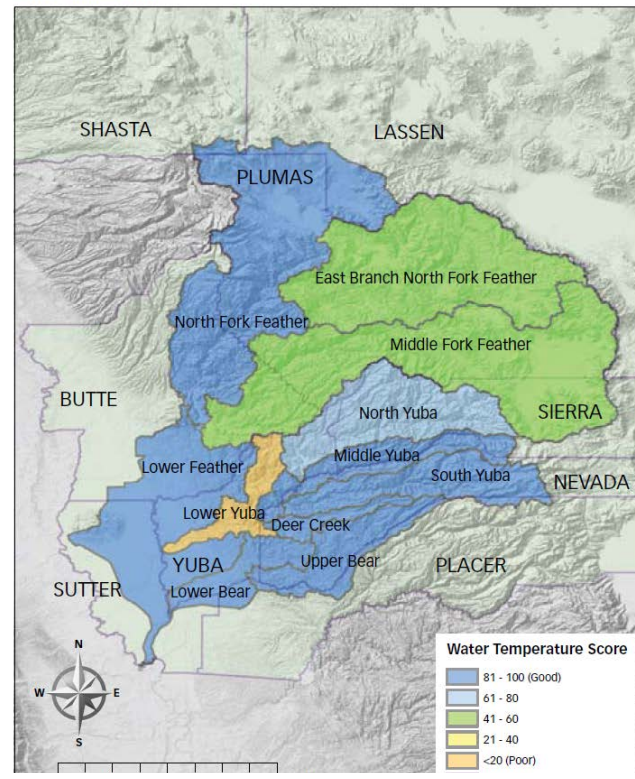 SHASTA
LASSEN
PLUMAS
East Branch North Fork Feather
North Fork Feather
Middle Fork Feather
BUTTE
North Yuba
SIERRA
Lower Feather
Middle Yuba
South Yuba
NEVADA
Lower Yuba
Deer Creek
YUBA
Upper Bear
PLACER
SUTTER
Lower Bear
N
W
E
S
Water Temperature Score
81 - 100 (Good)
61 - 80
41 - 60
21 - 40
<20 (Poor)